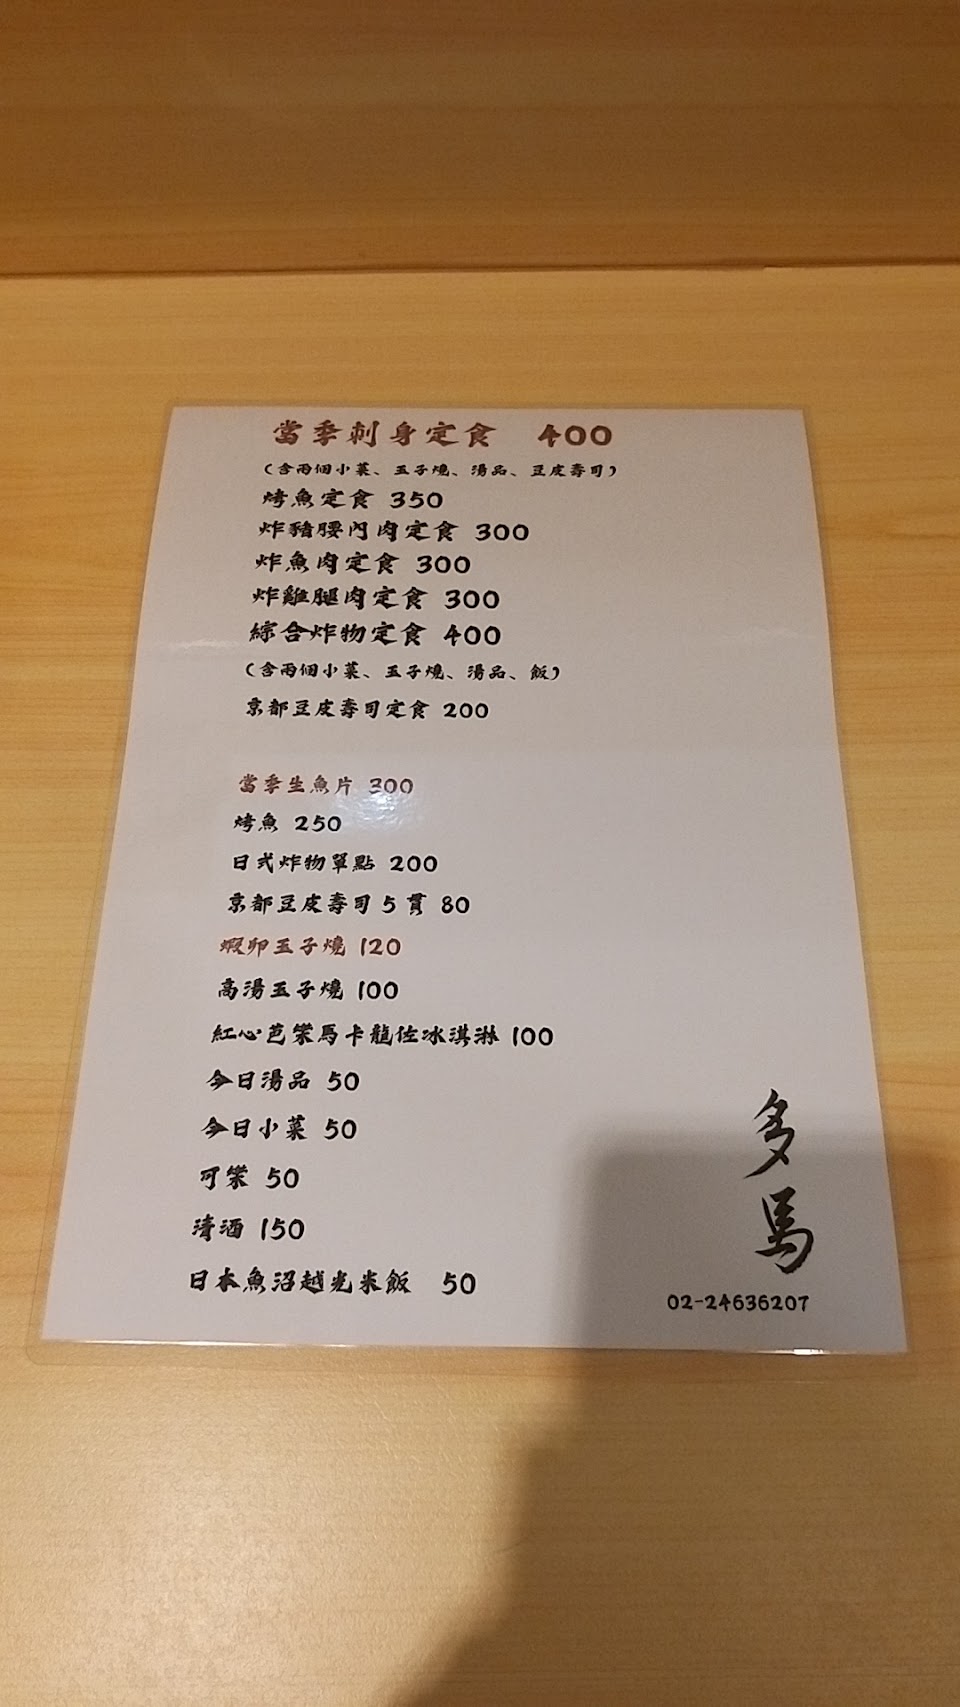 當季刺身定食 400
(含兩個小菜、玉子燒、湯品、豆皮壽司)
烤魚定食 350
炸豬腰內肉定食 300
炸魚肉定食 300
炸雞腿肉定食 300
綜合炸物定食 400
(含兩個小菜、玉子燒、湯品、飯)
京都豆皮壽司定食 200
當季生魚片 300
烤魚 250
日式炸物單點 200
京都豆皮壽司5貫 80
蝦卵玉子燒 120
高湯玉子燒 100
紅心芭樂馬卡龍佐冰淇淋 100
今日湯品 50
今日小菜 50
可樂 50
清酒 150
日本魚沼越光米飯 50
多馬
02-24636207